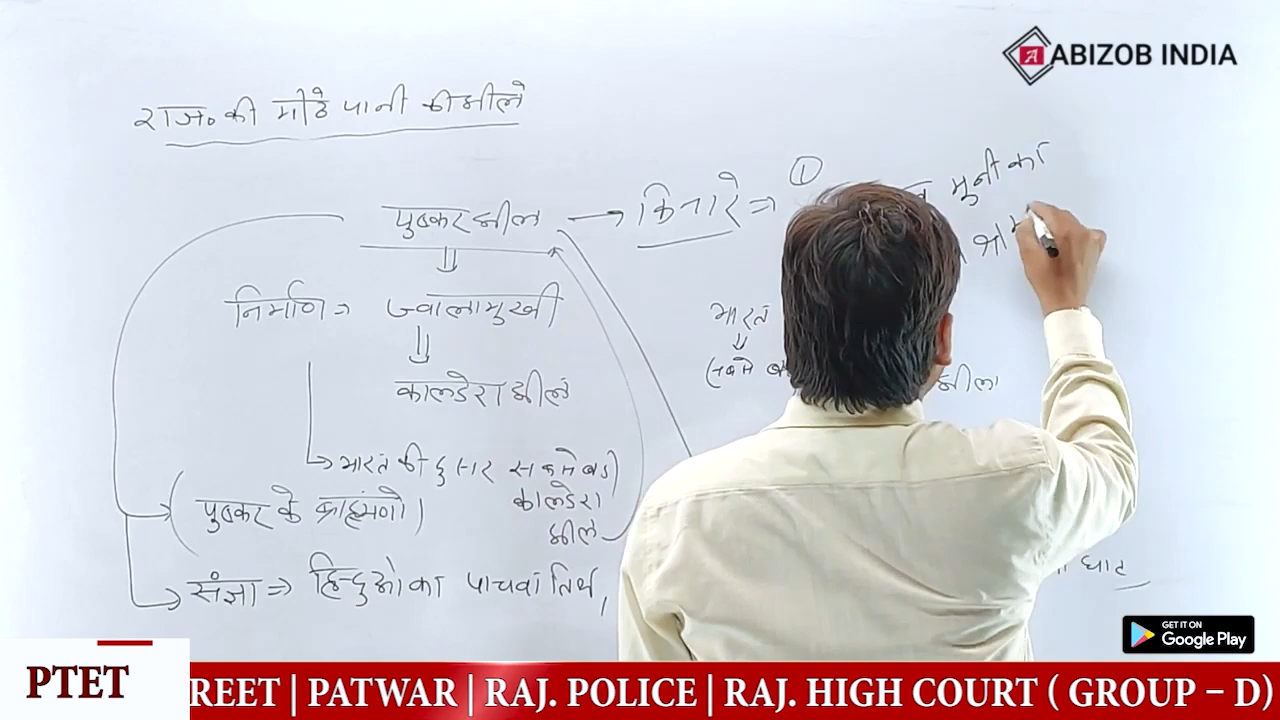 ABIZOB INDIA
राज० की मीठे पानी की झीले
पुष्कर झील → किनारे ⇒ ①
मुनी का
निर्माण ⇒ ज्वालामुखी
भारत
काल्डेरा झील
झील
→ भारत की दुसरी सबसे बड़ी
काल्डेरा
झील
(पुष्कर के ब्राह्मणो)
संज्ञा ⇒ हिन्दुओ का पाचवां तिर्थ
घाट
GET IT ON
Google Play
PTET
REET | PATWAR | RAJ. POLICE | RAJ. HIGH COURT ( GROUP – D)